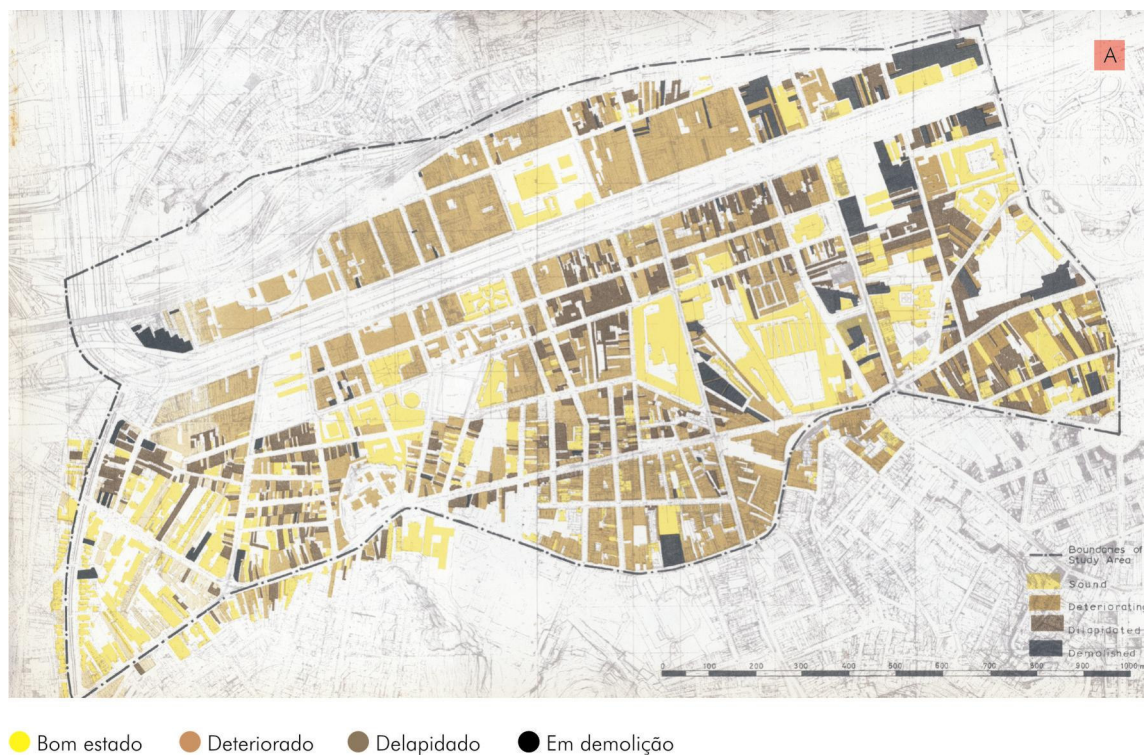 A
Boundaries of
Study Area
Sound
Deteriorating
Dilapidated
Demolished
0 100 200 300 400 500 600 700 800 900 1000 m
Bom estado
Deteriorado
Delapidado
Em demolição